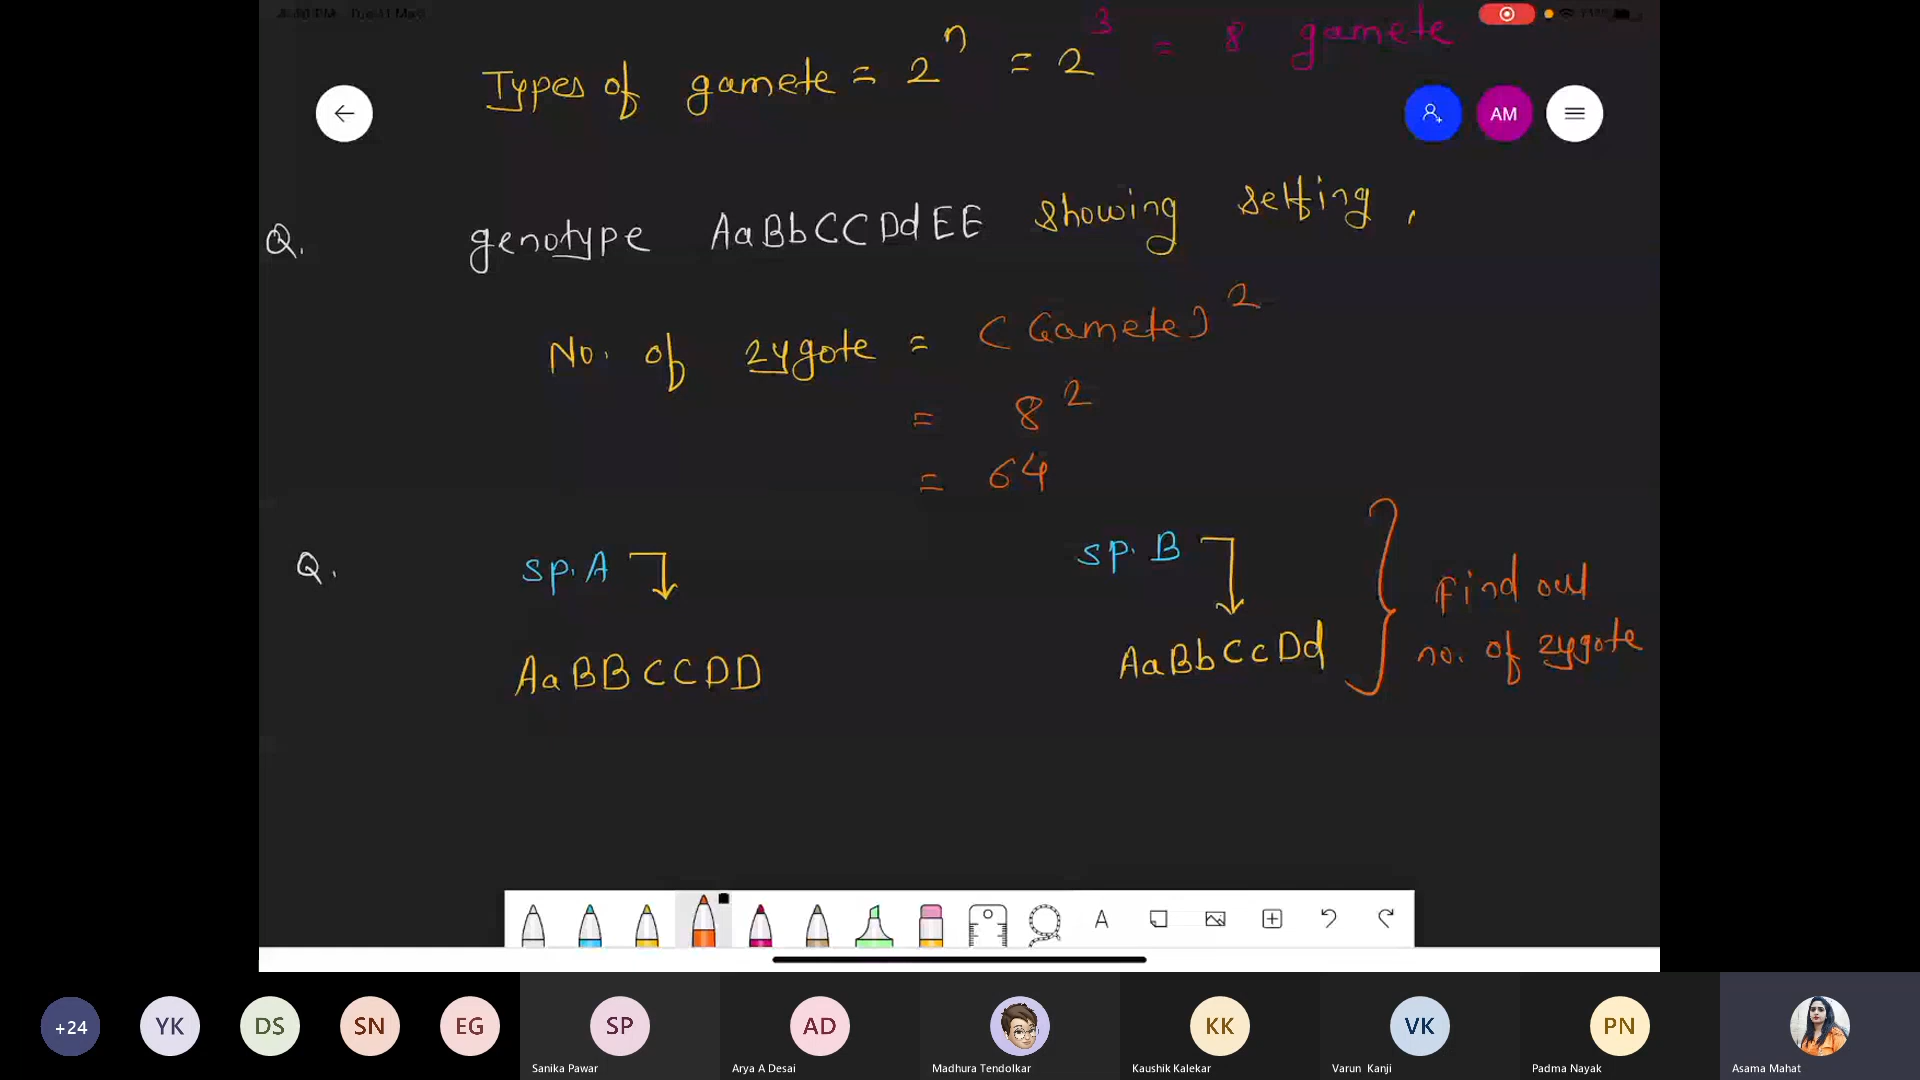 Types of gamete = 2^n = 2^3 = 8 gamete
AM
Q. genotype AaBbCCDdEE showing selfing,
No. of zygote = (Gamete)^2
= 8^2
= 64
Q. sp. A sp. B
AaBBCCDD AaBbCcDd
Find out
no. of zygote
A
+24 YK DS SN EG SP AD KK VK PN
Sanika Pawar Arya A Desai Madhura Tendolkar Kaushik Kalekar Varun Kanji Padma Nayak Asama Mahat